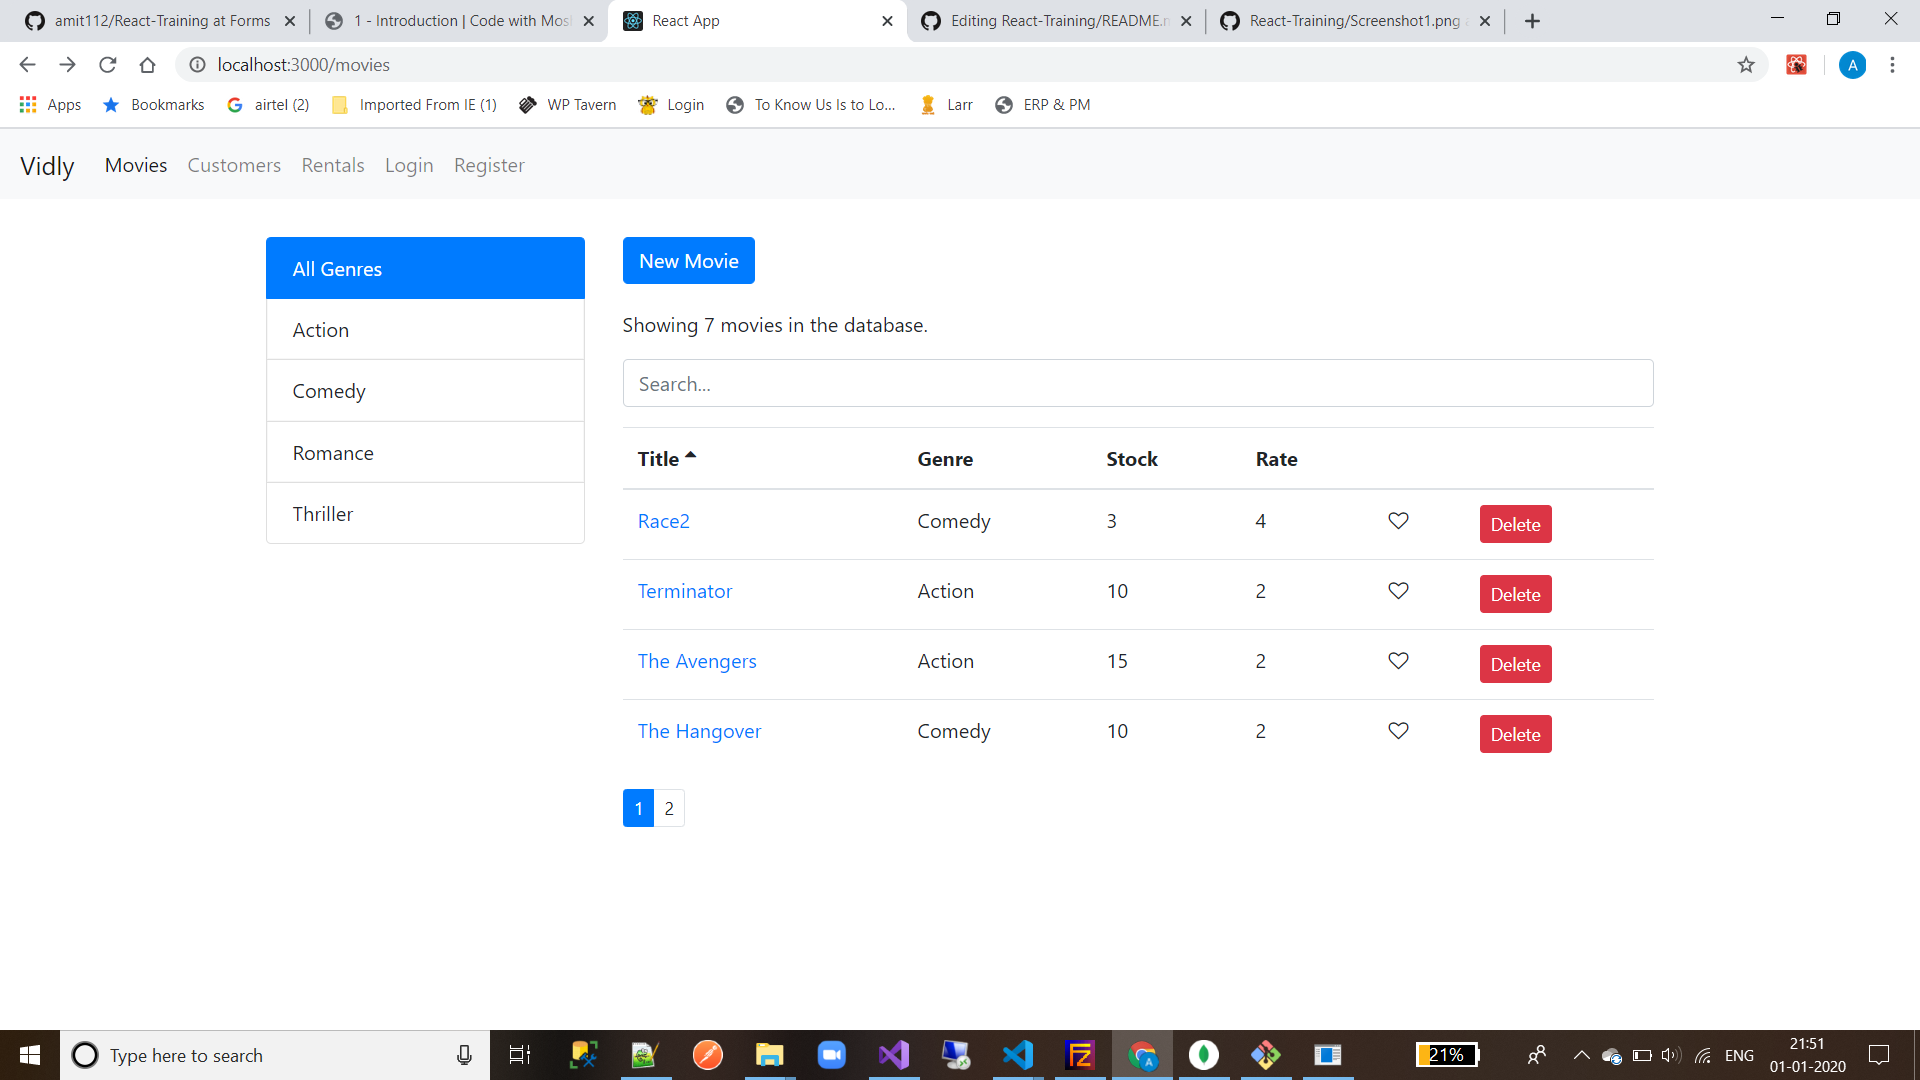 amit112/React-Training at Forms
1 - Introduction | Code with Mos
React App
Editing React-Training/README.m
React-Training/Screenshot1.png a
localhost:3000/movies
A
Apps
Bookmarks
airtel (2)
Imported From IE (1)
WP Tavern
Login
To Know Us Is to Lo...
Larr
ERP & PM
Vidly Movies Customers Rentals Login Register
All Genres
Action
Comedy
Romance
Thriller
New Movie
Showing 7 movies in the database.
Search...
Title Genre Stock Rate
Race2 Comedy 3 4 Delete
Terminator Action 10 2 Delete
The Avengers Action 15 2 Delete
The Hangover Comedy 10 2 Delete
1 2
Type here to search
21%
ENG
21:51
01-01-2020